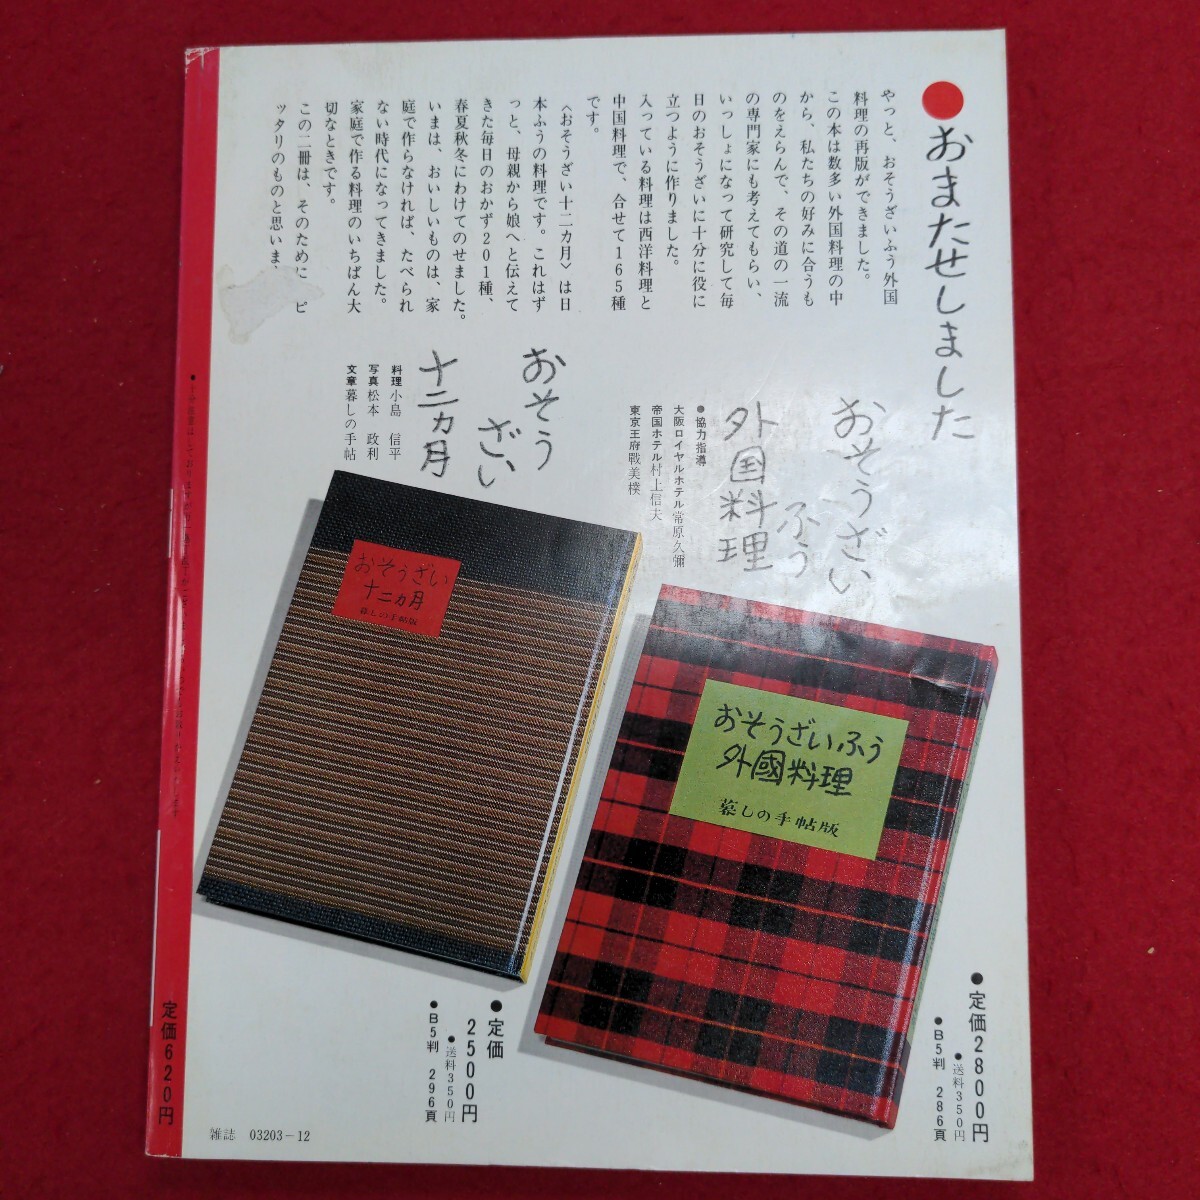 ●おまたせしました
やっと、おそうざいふう外国
料理の再版ができました。
この本は数多い外国料理の中
から、私たちの好みに合うも
のをえらんで、その道の一流
の専門家にも考えてもらい、
いっしょになって研究して毎
日のおそうざいに十分に役に
立つように作りました。
入っている料理は西洋料理と
中国料理で、合せて165種
です。
〈おそうざい十二カ月〉は日
本ふうの料理です。これはず
っと、母親から娘へと伝えて
きた毎日のおかず201種、
春夏秋冬にわけてのせました。
いまは、おいしいものは、家
庭で作らなければ、たべられ
ない時代になってきました。
家庭で作る料理のいちばん大
切なときです。
この二冊は、そのために ピ
ッタリのものと思いま
おそうざい
ふう
外国料理
●協力指導
大阪ロイヤルホテル 常原久彌
帝国ホテル 村上信夫
東京王府 戰美樸
おそう
ざい
十二ヵ月
料理 小島 信平
写真 松本 政利
文章 暮しの手帖
おそうざい
十二ヵ月
暮しの手帖版
おそうざいふう
外國料理
暮しの手帖版
●定価2800円
●送料350円
●B5判 286頁
●定価
2500円
●送料350円
●B5判 296頁
定価620円
雑誌 03203-12